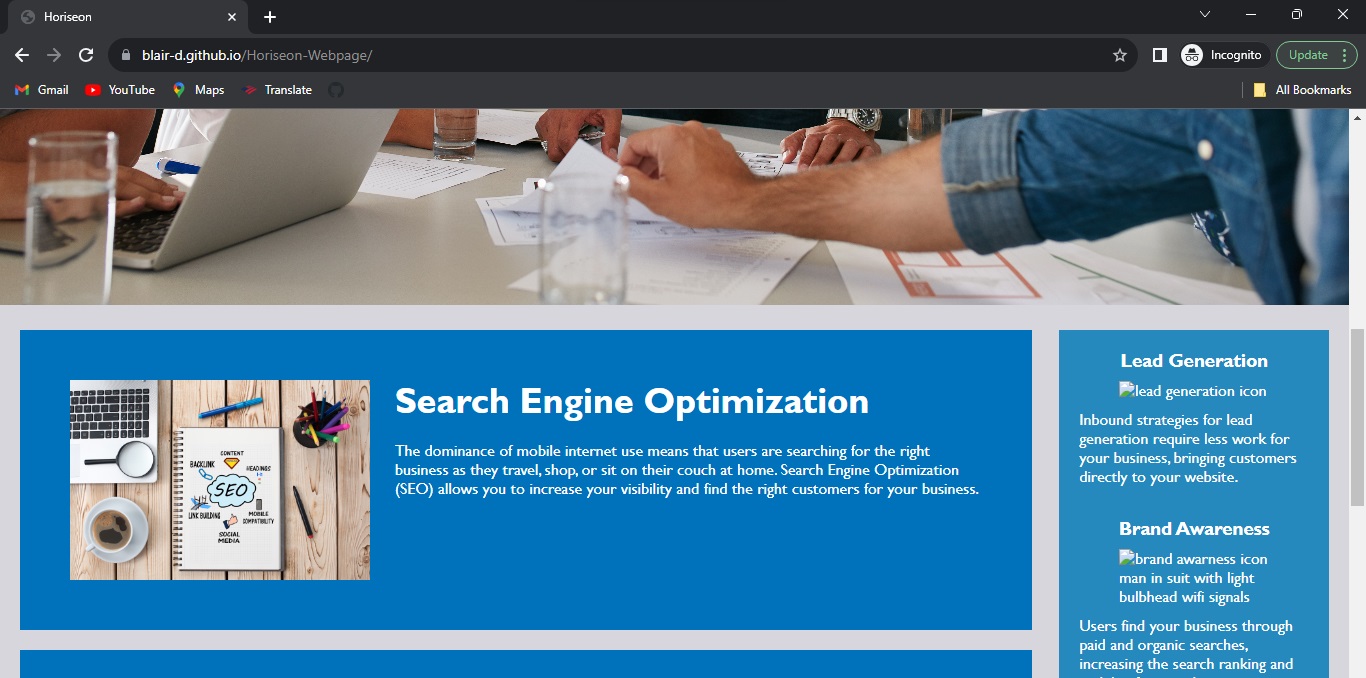 Horiseon
blair-d.github.io/Horiseon-Webpage/
Incognito
Update
Gmail
YouTube
Maps
Translate
All Bookmarks
Search Engine Optimization
The dominance of mobile internet use means that users are searching for the right
business as they travel, shop, or sit on their couch at home. Search Engine Optimization
(SEO) allows you to increase your visibility and find the right customers for your business.
CONTENT
BACKLINK
HEADINGS
SEO
LINK BUILDING
MOBILE
COMPATIBILITY
SOCIAL
MEDIA
Lead Generation
lead generation icon
Inbound strategies for lead
generation require less work for
your business, bringing customers
directly to your website.
Brand Awareness
brand awarness icon
man in suit with light
bulbhead wifi signals
Users find your business through
paid and organic searches,
increasing the search ranking and